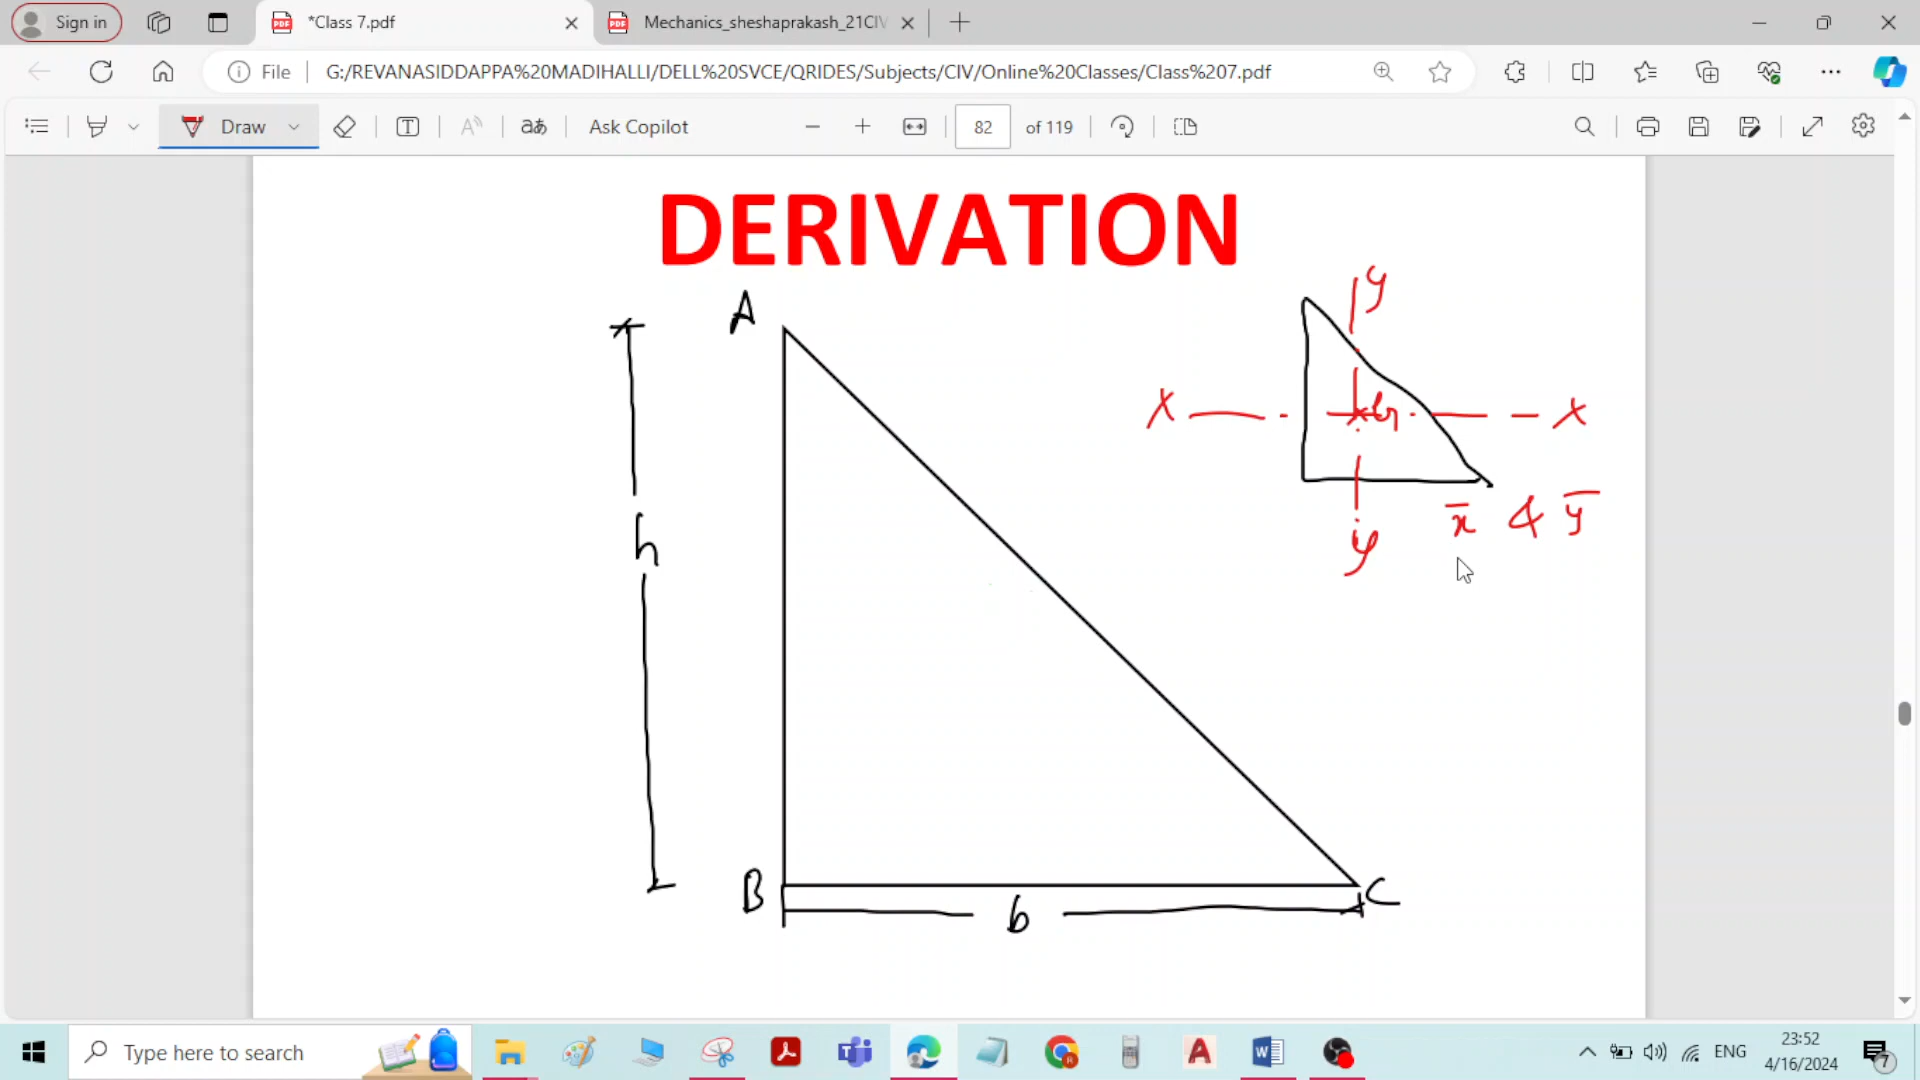 Sign in
*Class 7.pdf
Mechanics_sheshaprakash_21CIV
File
G:/REVANASIDDAPPA%20MADIHALLI/DELL%20SVCE/QRIDES/Subjects/CIV/Online%20Classes/Class%207.pdf
Draw
Ask Copilot
82 of 119
DERIVATION
A
y
h
X
G
X
y
x̄ & ȳ
B
b
C
Type here to search
ENG
23:52
4/16/2024
7